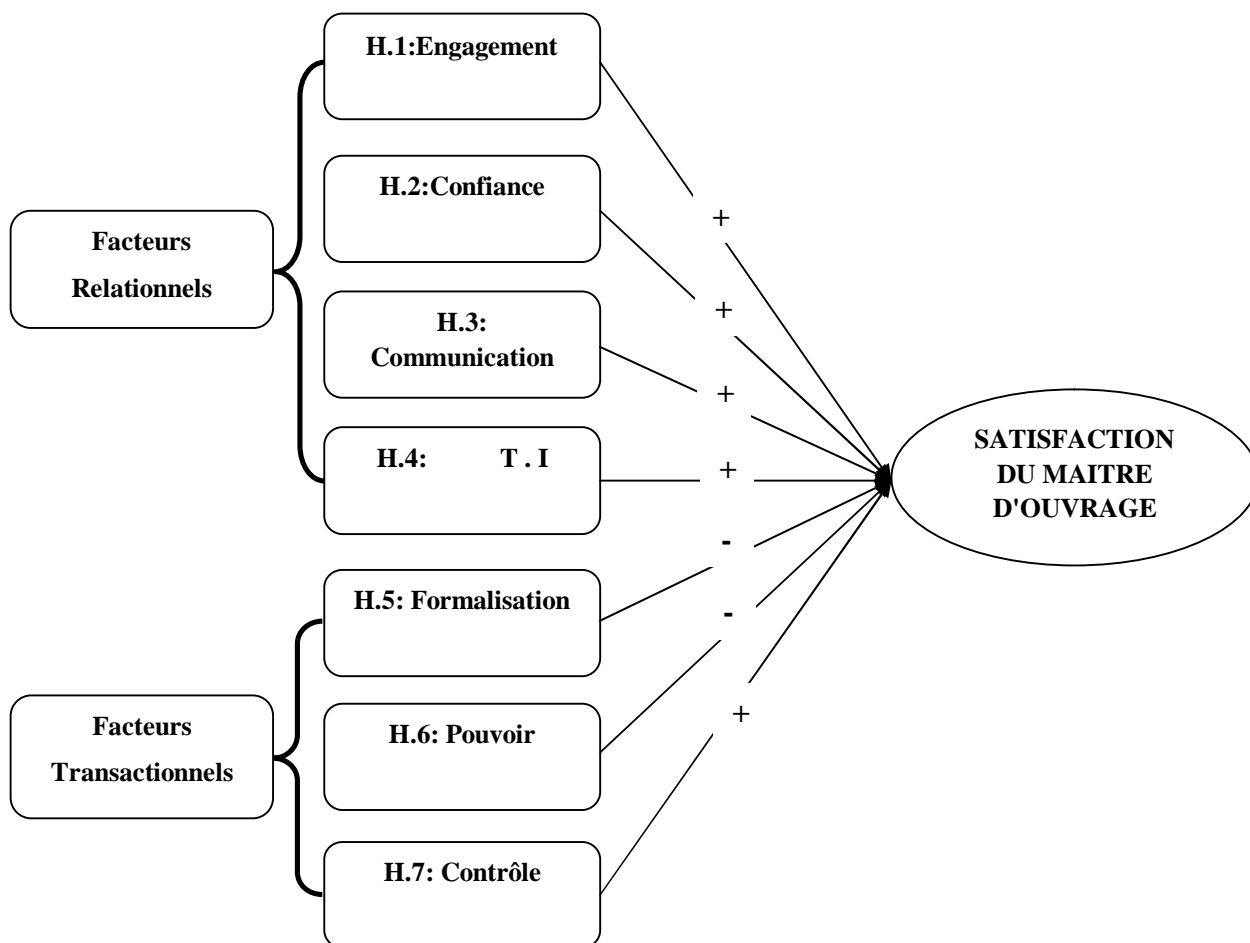 H.1:Engagement
H.2:Confiance
Facteurs
Relationnels
H.3:
Communication
H.4: T . I
H.5: Formalisation
Facteurs
Transactionnels
H.6: Pouvoir
H.7: Contrôle
+
+
+
+
-
-
+
SATISFACTION
DU MAITRE
D'OUVRAGE